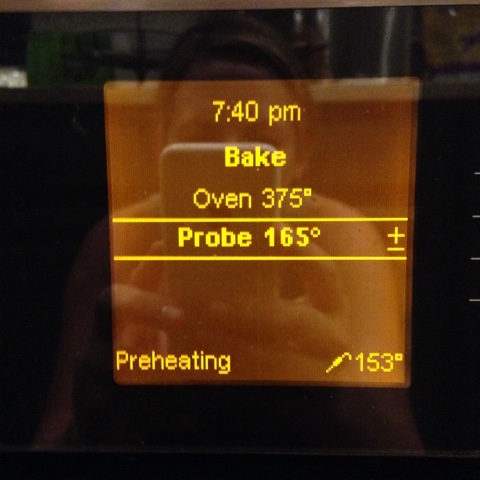 7:40 pm
Bake
Oven 375°
Probe 165° ±
Preheating 153°